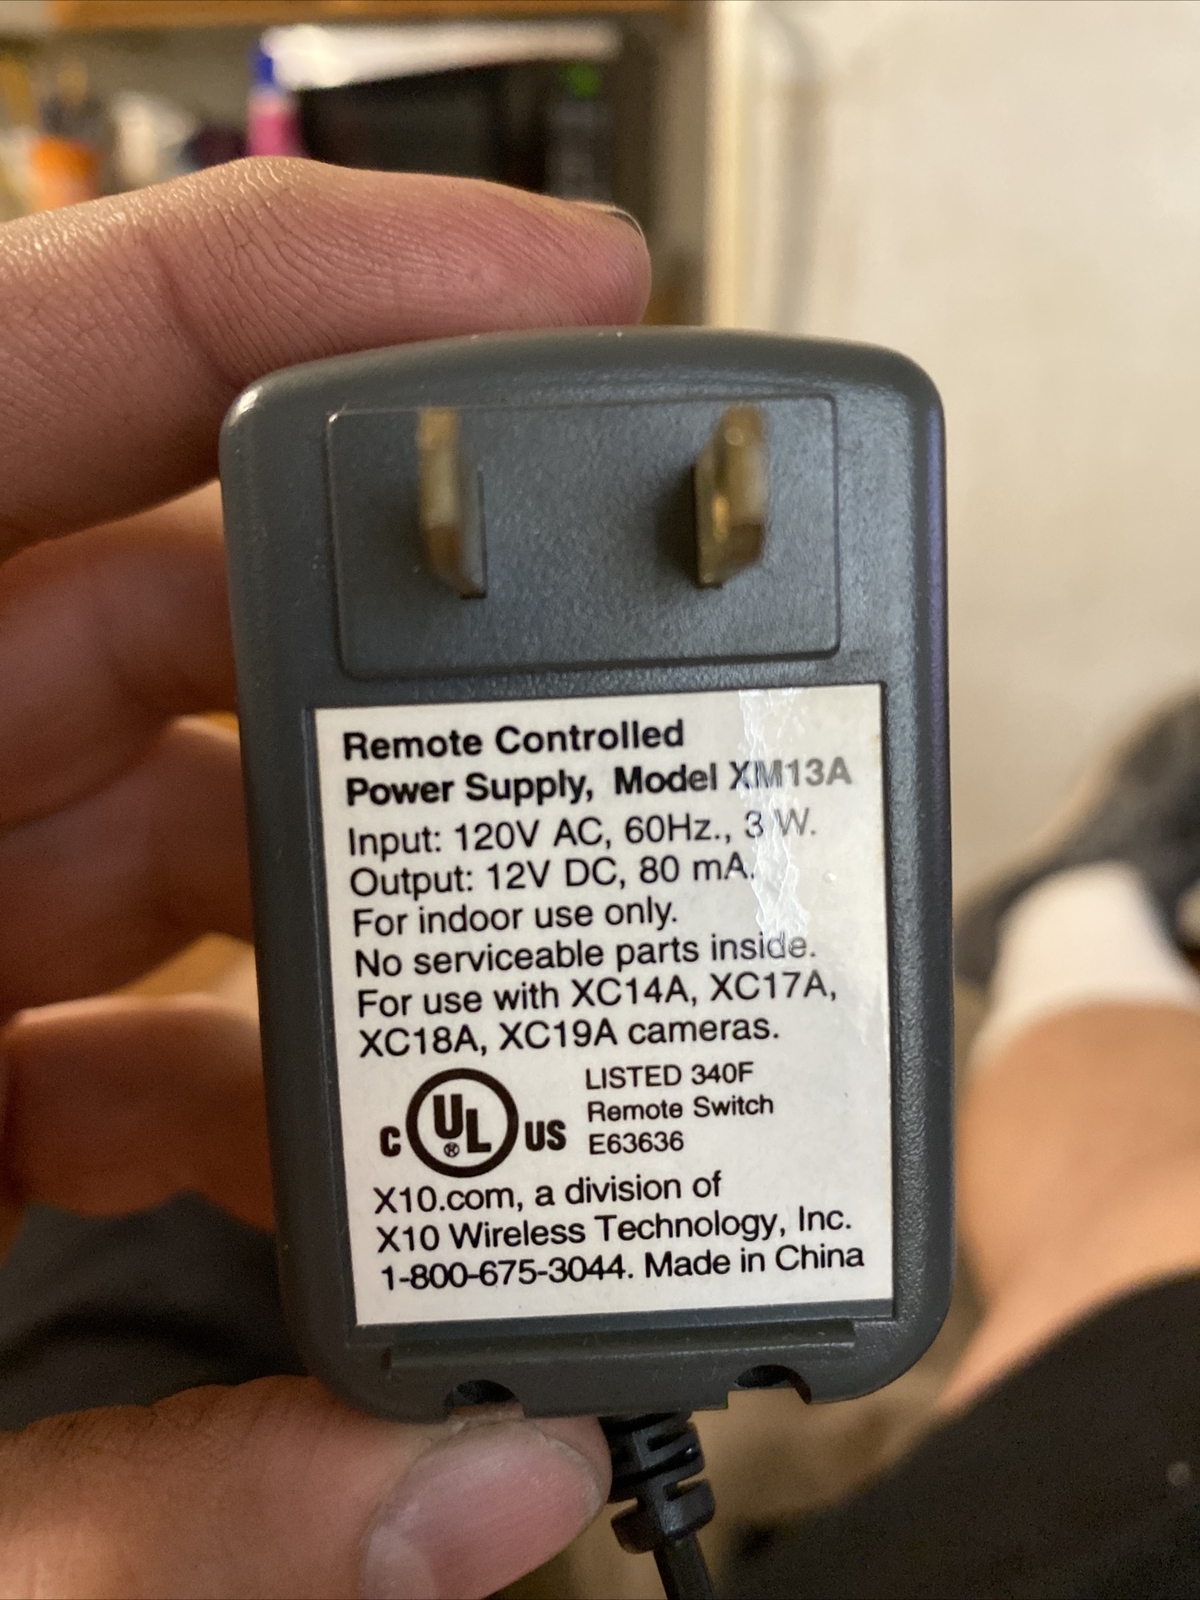 Remote Controlled
Power Supply, Model XM13A
Input: 120V AC, 60Hz., 3 W.
Output: 12V DC, 80 mA.
For indoor use only.
No serviceable parts inside.
For use with XC14A, XC17A,
XC18A, XC19A cameras.
C UL® US
LISTED 340F
Remote Switch
E63636
X10.com, a division of
X10 Wireless Technology, Inc.
1-800-675-3044. Made in China